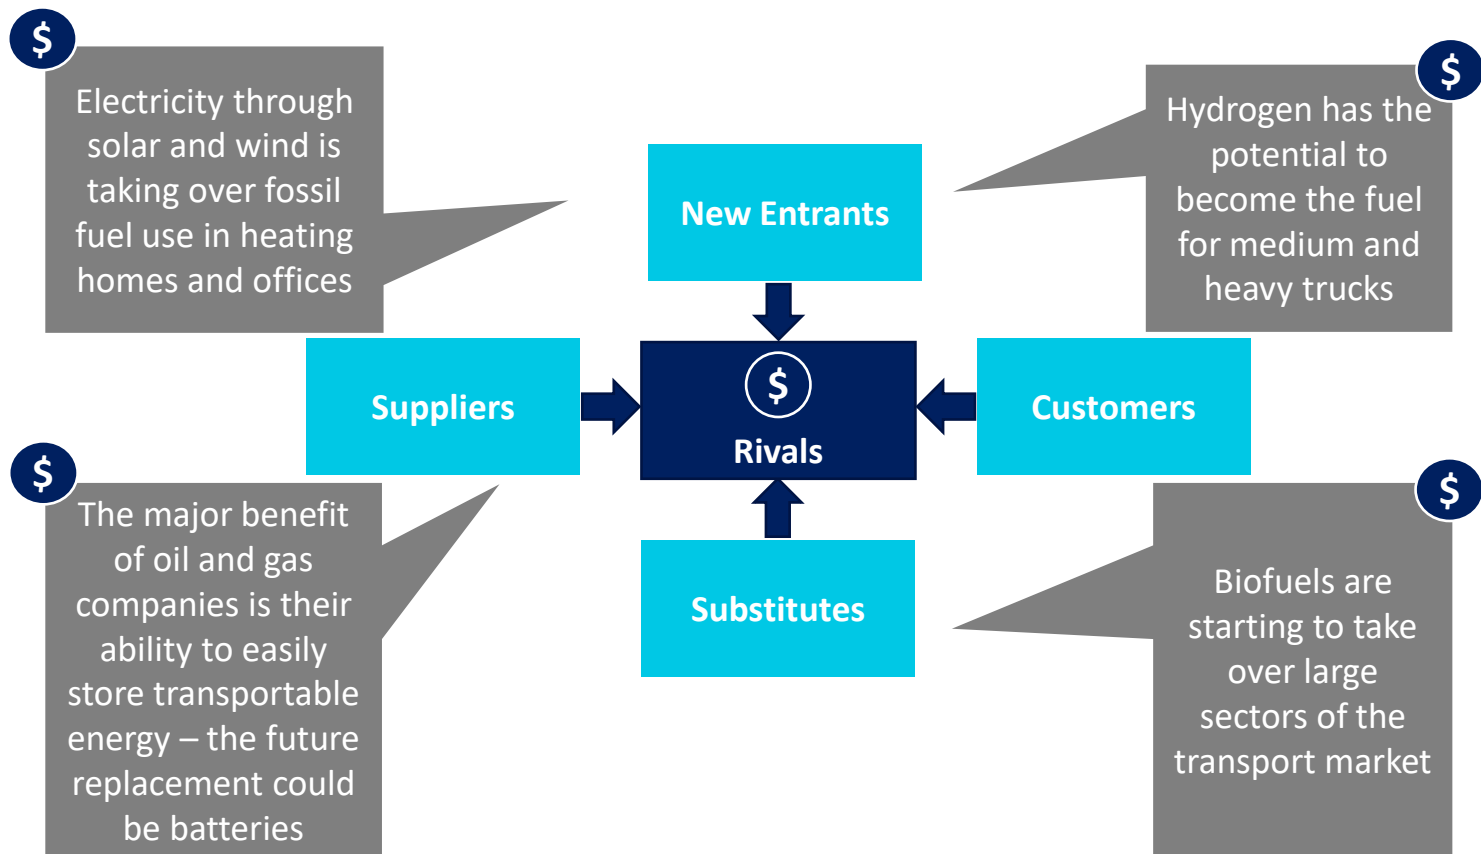 $
Electricity through
solar and wind is
taking over fossil
fuel use in heating
homes and offices
$
Hydrogen has the
potential to
become the fuel
for medium and
heavy trucks
New Entrants
Suppliers
$
Rivals
Customers
Substitutes
$
The major benefit
of oil and gas
companies is their
ability to easily
store transportable
energy – the future
replacement could
be batteries
$
Biofuels are
starting to take
over large
sectors of the
transport market